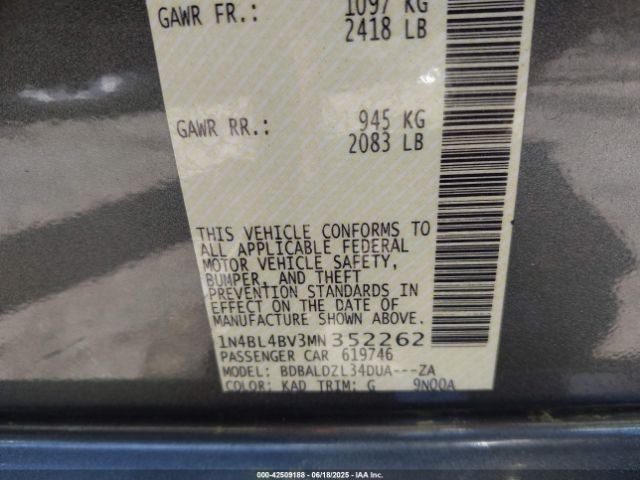 GAWR FR.: 1097 KG
2418 LB
GAWR RR.: 945 KG
2083 LB
THIS VEHICLE CONFORMS TO
ALL APPLICABLE FEDERAL
MOTOR VEHICLE SAFETY,
BUMPER, AND THEFT
PREVENTION STANDARDS IN
EFFECT ON THE DATE OF
MANUFACTURE SHOWN ABOVE.
1N4BL4BV3MN352262
PASSENGER CAR 619746
MODEL: BDBALDZL34DUA---ZA
COLOR: KAD TRIM: G 9N00A
000-42509188 - 06/18/2025 - IAA Inc.